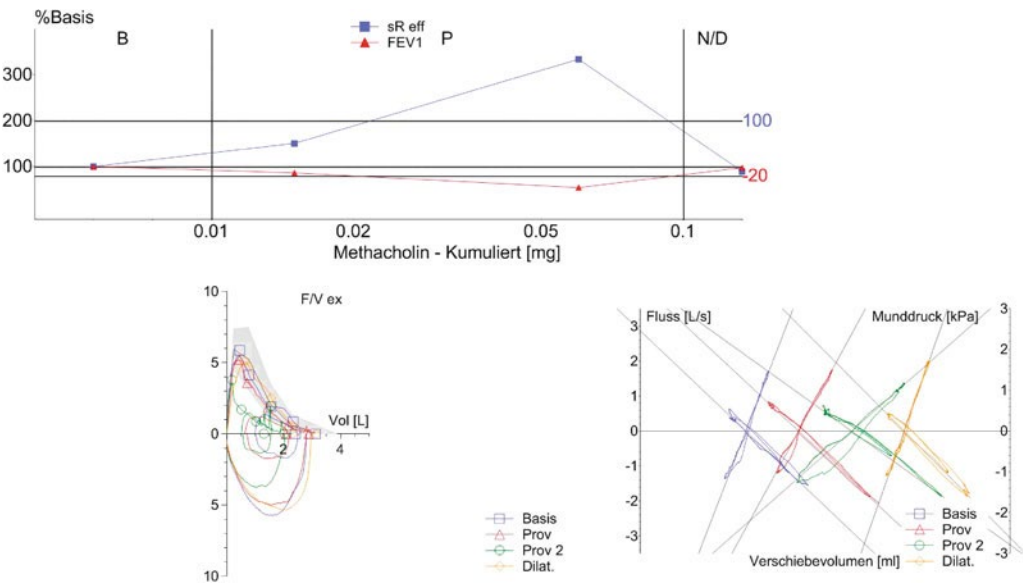 %Basis
B
sR eff
FEV1
P
N/D
300
200
100
100
-20
0.01
0.02
0.05
0.1
Methacholin - Kumuliert [mg]
10
F/V ex
5
Vol [L]
0
2
4
5
10
Basis
Prov
Prov 2
Dilat.
Fluss [L/s]
Munddruck [kPa]
3
2
1
0
-1
-2
-3
3
2
1
0
-1
-2
-3
Basis
Prov
Prov 2
Dilat.
Verschiebevolumen [ml]